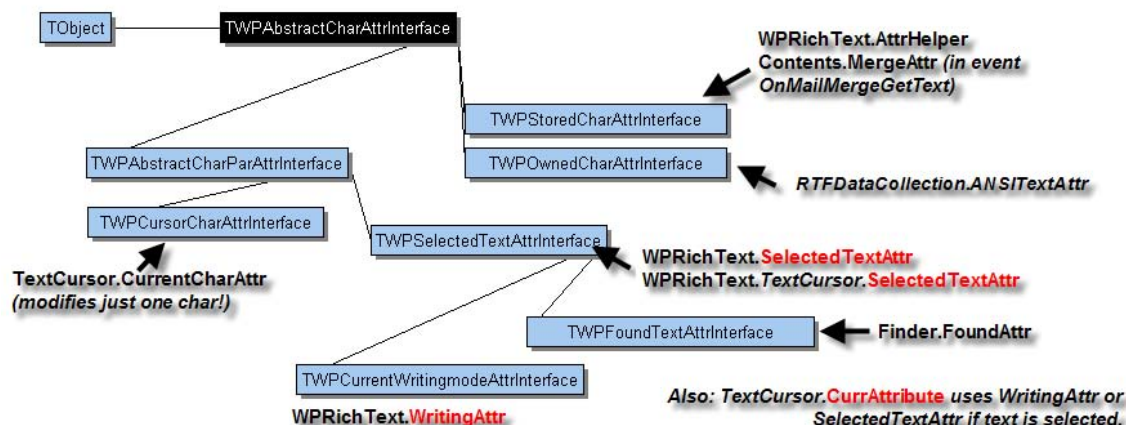 TObject
TWPAbstractCharAttrInterface
WPRichText.AttrHelper
Contents.MergeAttr (in event
OnMailMergeGetText)
TWPStoredCharAttrInterface
TWPAbstractCharParAttrInterface
TWPOwnedCharAttrInterface
RTFDataCollection.ANSITextAttr
TWPCursorCharAttrInterface
TWPSelectedTextAttrInterface
TextCursor.CurrentCharAttr
(modifies just one char!)
WPRichText.SelectedTextAttr
WPRichText.TextCursor.SelectedTextAttr
TWPFoundTextAttrInterface
Finder.FoundAttr
TWPCurrentWritingmodeAttrInterface
WPRichText.WritingAttr
Also: TextCursor.CurrAttribute uses WritingAttr or
SelectedTextAttr if text is selected.